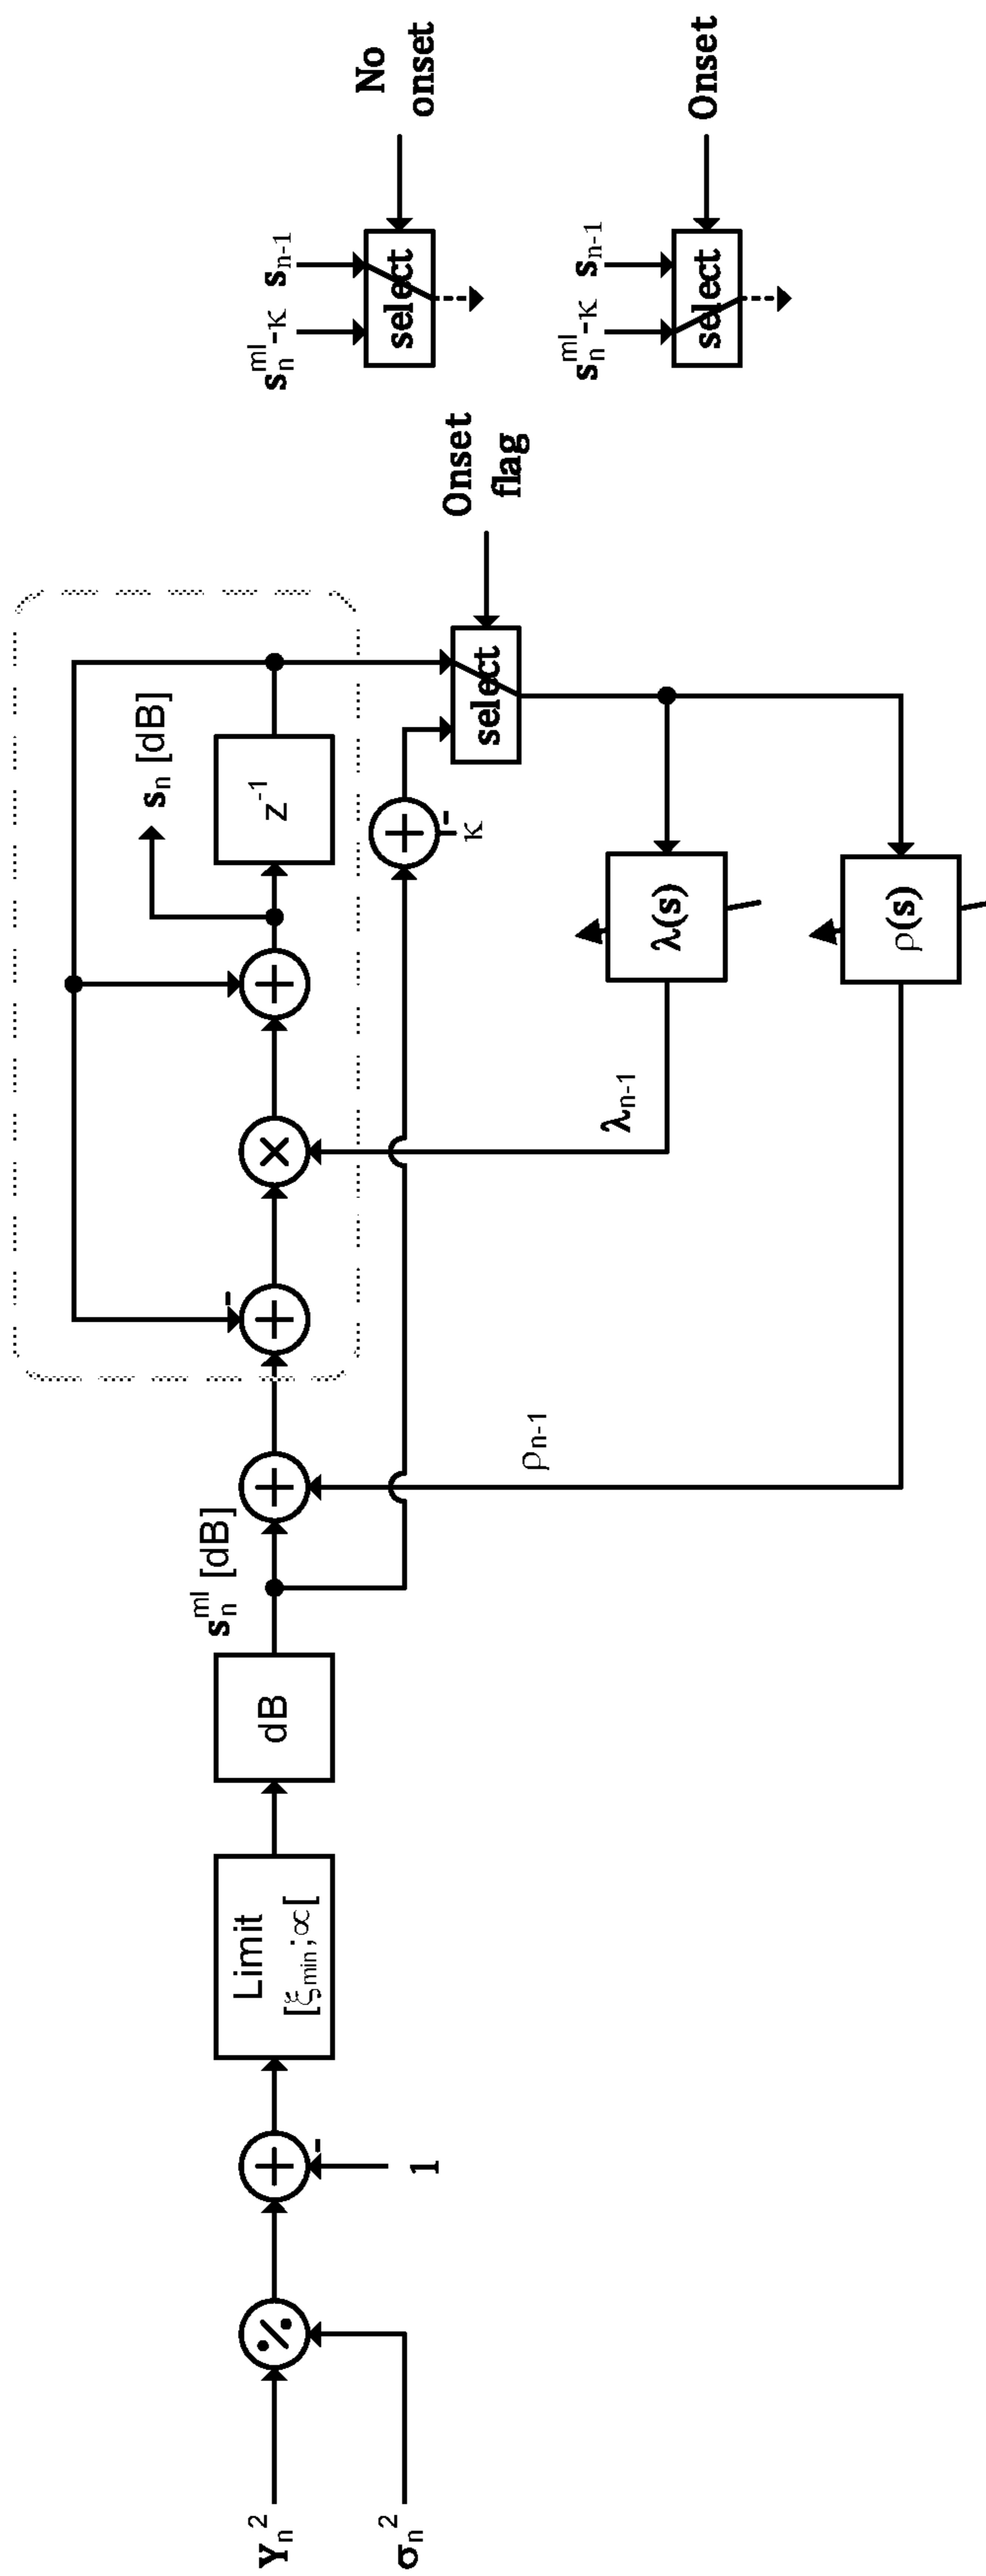 Y_n^2
σ_n^2
1
-
Limit
[ξ_min;∝[
dB
s_n^ml [dB]
ρ_n-1
-
λ_n-1
s_n [dB]
z^-1
κ
-
select
Onset
flag
λ(s)
ρ(s)
s_n^ml-κ s_n-1
select
No
onset
s_n^ml-κ s_n-1
select
Onset